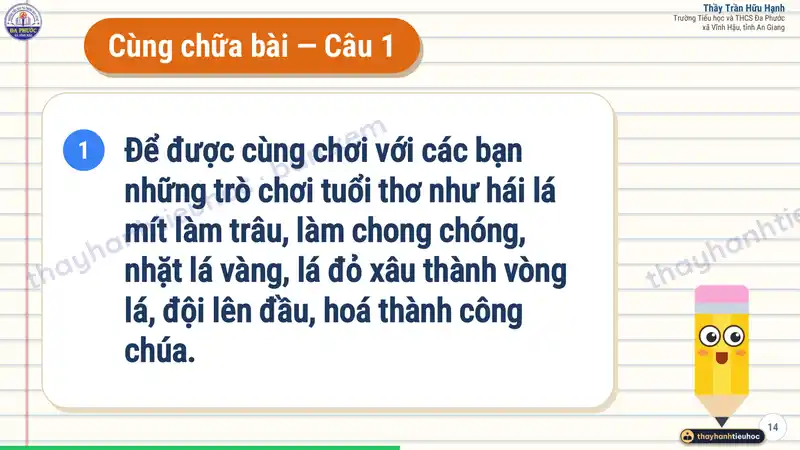 Thầy Trần Hữu Hạnh
Trường Tiểu học và THCS Đa Phước
xã Vĩnh Hậu, tỉnh An Giang
ĐA PHƯỚC
Cùng chữa bài – Câu 1
1
Để được cùng chơi với các bạn
những trò chơi tuổi thơ như hái lá
mít làm trâu, làm chong chóng,
nhặt lá vàng, lá đỏ xâu thành vòng
lá, đội lên đầu, hoá thành công
chúa.
14
thayhanhtieuhoc